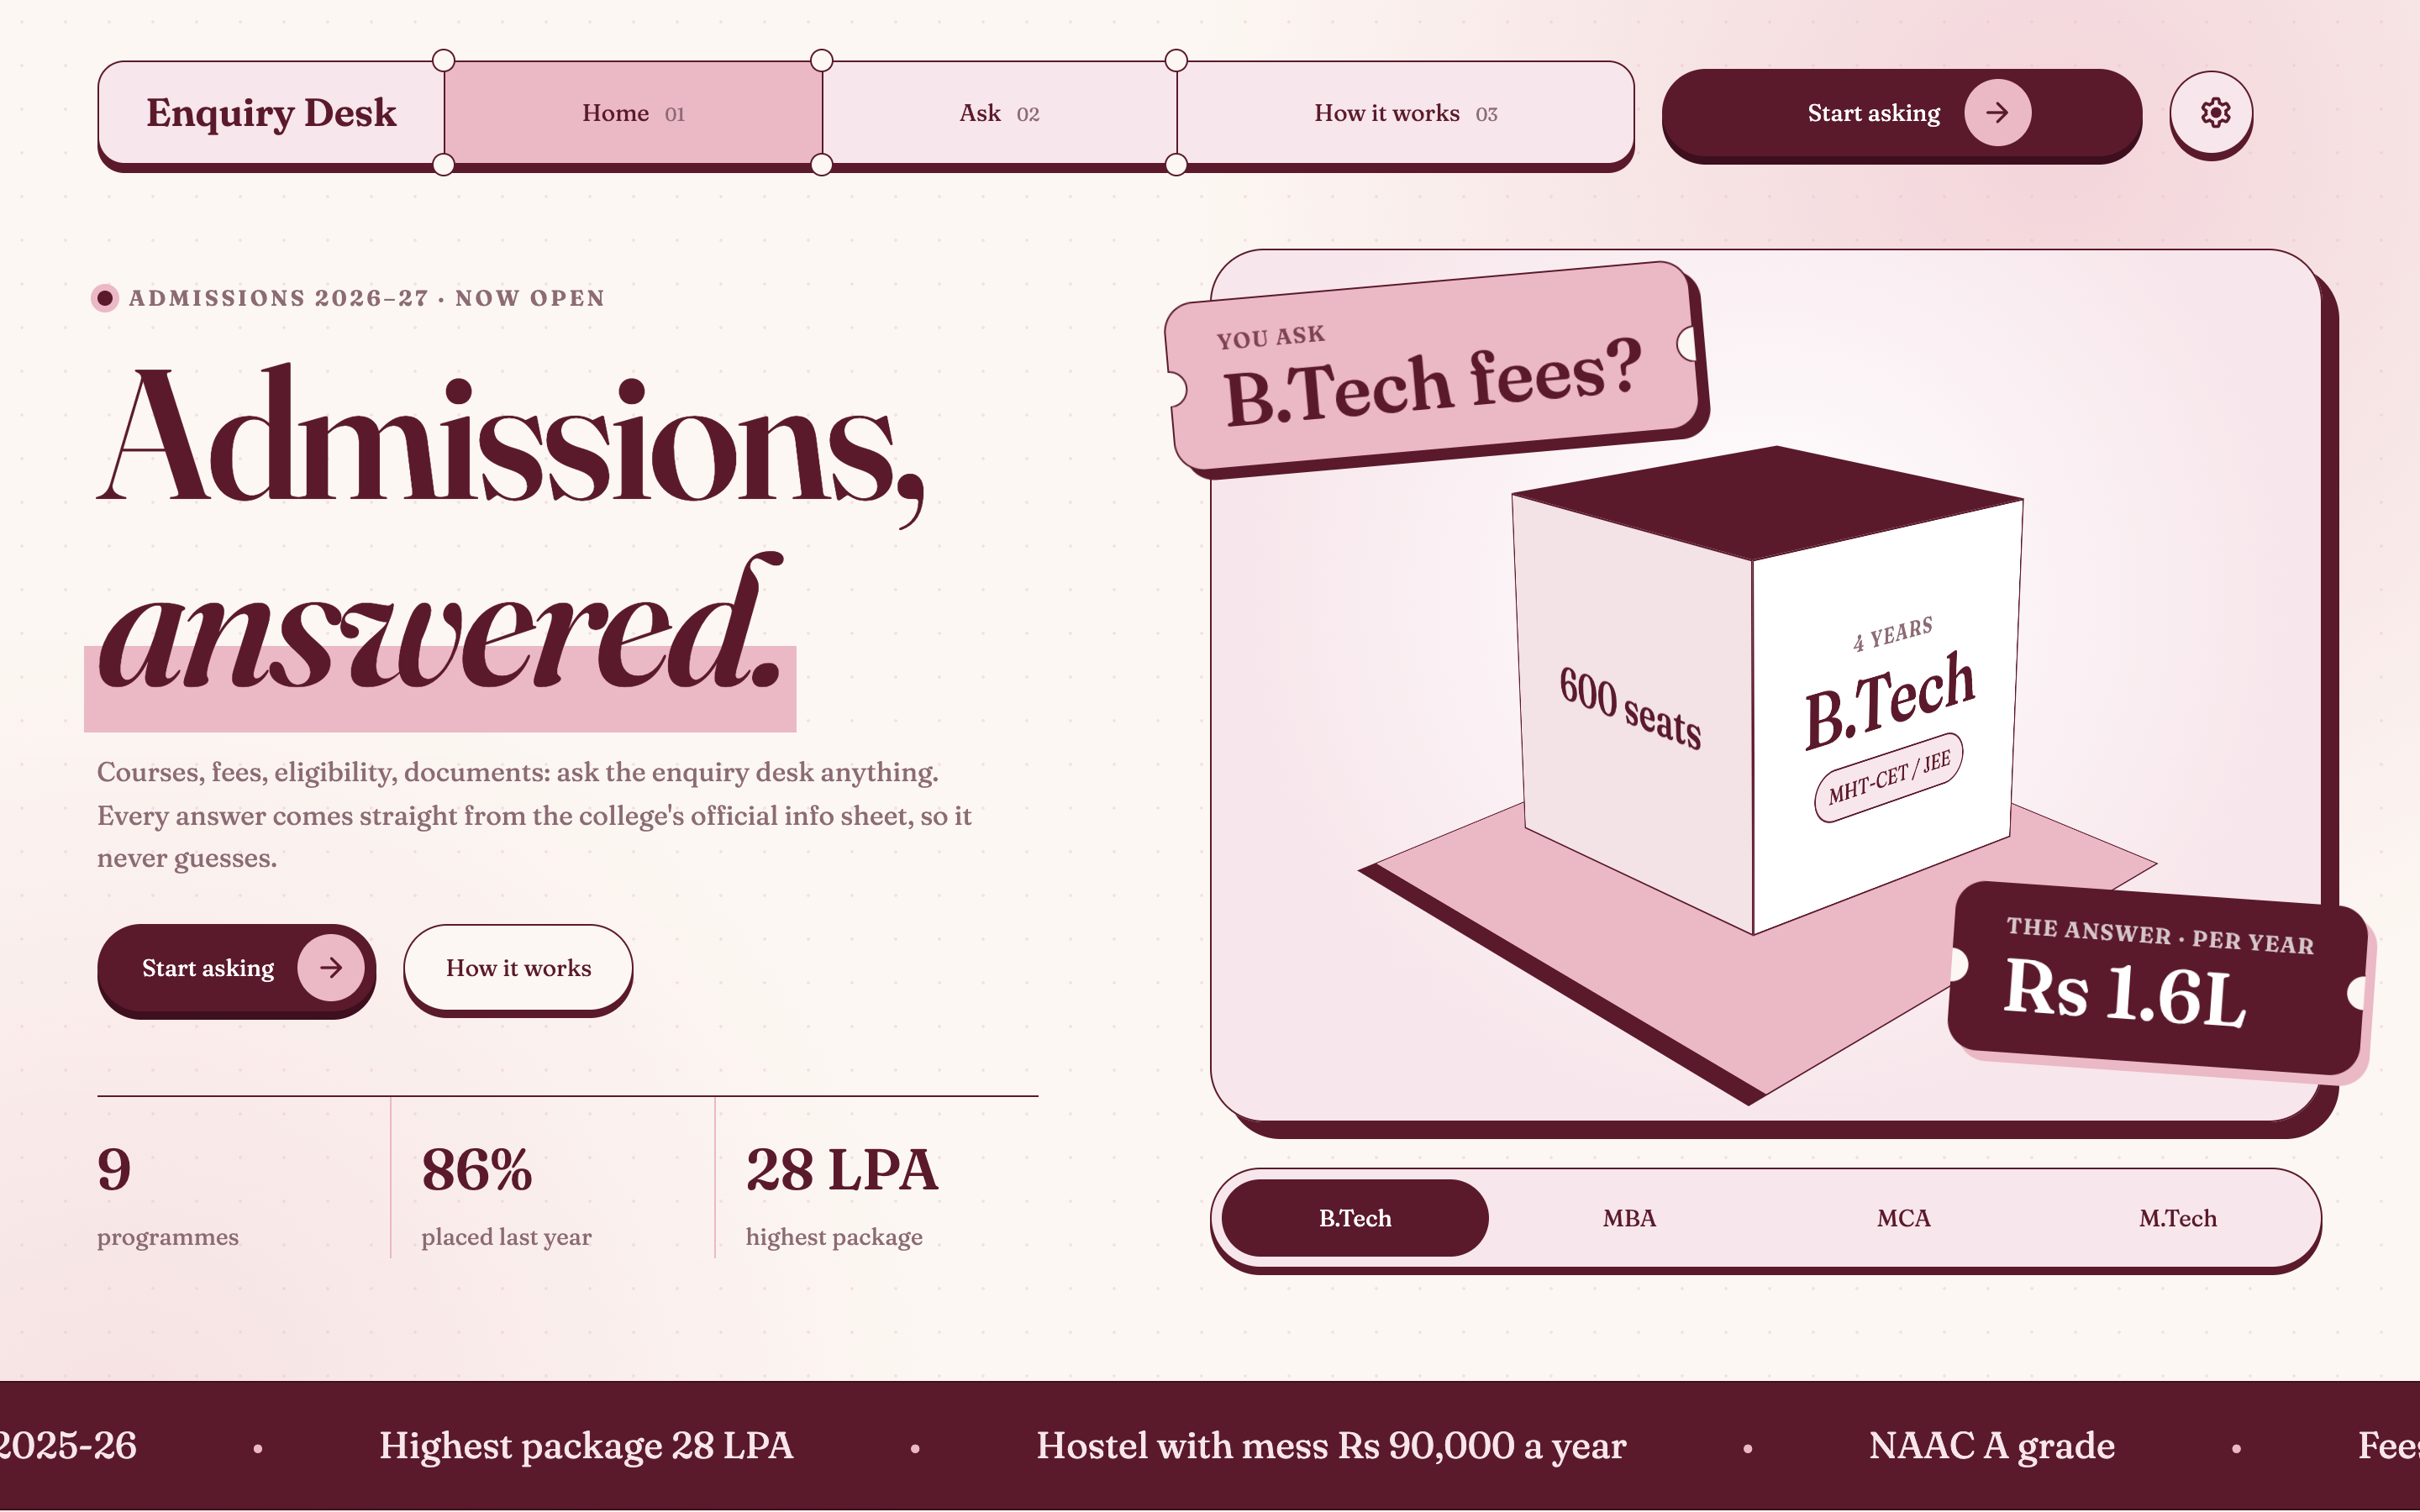 Enquiry Desk
Home 01
Ask 02
How it works 03
Start asking
ADMISSIONS 2026–27 · NOW OPEN
Admissions,
answered.
Courses, fees, eligibility, documents: ask the enquiry desk anything.
Every answer comes straight from the college's official info sheet, so it
never guesses.
Start asking
How it works
9
programmes
86%
placed last year
28 LPA
highest package
YOU ASK
B.Tech fees?
600 seats
4 YEARS
B.Tech
MHT-CET / JEE
THE ANSWER · PER YEAR
Rs 1.6L
B.Tech
MBA
MCA
M.Tech
2025-26 • Highest package 28 LPA • Hostel with mess Rs 90,000 a year • NAAC A grade •